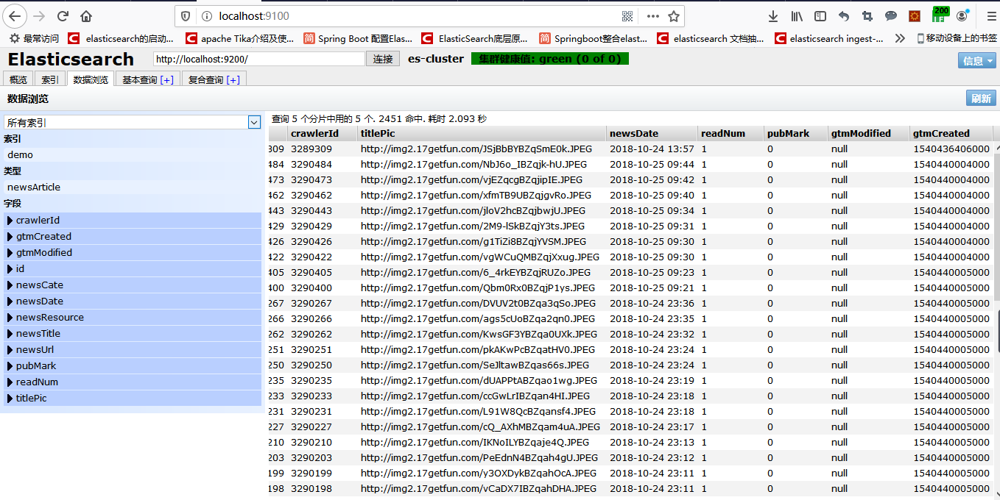 localhost:9100
200
最常访问 elasticsearch的启动... apache Tika介绍及使... Spring Boot 配置Elas... ElasticSearch底层原... Springboot整合elast... elasticsearch 文档抽... elasticsearch ingest-... 移动设备上的书签
Elasticsearch http://localhost:9200/ 连接 es-cluster 集群健康值: green (0 of 0) 信息
概览 索引 数据浏览 基本查询 [+] 复合查询 [+]
数据浏览 刷新
所有索引
索引
demo
类型
newsArticle
字段
crawlerId
gtmCreated
gtmModified
id
newsCate
newsDate
newsResource
newsTitle
newsUrl
pubMark
readNum
titlePic
查询 5 个分片中用的 5 个. 2451 命中. 耗时 2.093 秒
crawlerId titlePic newsDate readNum pubMark gtmModified gtmCreated
309 3289309 http://img2.17getfun.com/JSjBbBYBZqSmE0k.JPEG 2018-10-24 13:57 1 0 null 1540436406000
484 3290484 http://img2.17getfun.com/NbJ6o_IBZqjk-hU.JPEG 2018-10-25 09:44 1 0 null 1540440004000
473 3290473 http://img2.17getfun.com/vjEZqcgBZqjipIE.JPEG 2018-10-25 09:42 1 0 null 1540440004000
462 3290462 http://img2.17getfun.com/xfmTB9UBZqjgvRo.JPEG 2018-10-25 09:40 1 0 null 1540440004000
443 3290443 http://img2.17getfun.com/jloV2hcBZqjbwjU.JPEG 2018-10-25 09:34 1 0 null 1540440004000
429 3290429 http://img2.17getfun.com/2M9-lSkBZqjY3ts.JPEG 2018-10-25 09:31 1 0 null 1540440004000
426 3290426 http://img2.17getfun.com/g1TiZi8BZqjYVSM.JPEG 2018-10-25 09:30 1 0 null 1540440004000
422 3290422 http://img2.17getfun.com/vgWCuQMBZqjXxug.JPEG 2018-10-25 09:30 1 0 null 1540440004000
405 3290405 http://img2.17getfun.com/6_4rkEYBZqjRUZo.JPEG 2018-10-25 09:23 1 0 null 1540440005000
400 3290400 http://img2.17getfun.com/Qbm0Rx0BZqjP1ys.JPEG 2018-10-25 09:21 1 0 null 1540440005000
267 3290267 http://img2.17getfun.com/DVUV2t0BZqa3qSo.JPEG 2018-10-24 23:36 1 0 null 1540440005000
266 3290266 http://img2.17getfun.com/ags5cUoBZqa2qn0.JPEG 2018-10-24 23:35 1 0 null 1540440005000
262 3290262 http://img2.17getfun.com/KwsGF3YBZqa0UXk.JPEG 2018-10-24 23:32 1 0 null 1540440005000
251 3290251 http://img2.17getfun.com/pkAKwPcBZqatHV0.JPEG 2018-10-24 23:24 1 0 null 1540440005000
250 3290250 http://img2.17getfun.com/SeJltawBZqas66s.JPEG 2018-10-24 23:24 1 0 null 1540440005000
235 3290235 http://img2.17getfun.com/dUAPPtABZqao1wg.JPEG 2018-10-24 23:19 1 0 null 1540440005000
233 3290233 http://img2.17getfun.com/ccGwLrIBZqan4HI.JPEG 2018-10-24 23:18 1 0 null 1540440005000
231 3290231 http://img2.17getfun.com/L91W8QcBZqansf4.JPEG 2018-10-24 23:18 1 0 null 1540440005000
227 3290227 http://img2.17getfun.com/cQ_AXhMBZqam4uA.JPEG 2018-10-24 23:17 1 0 null 1540440005000
210 3290210 http://img2.17getfun.com/IKNoILYBZqaje4Q.JPEG 2018-10-24 23:13 1 0 null 1540440005000
203 3290203 http://img2.17getfun.com/PeEdnN4BZqah4gU.JPEG 2018-10-24 23:12 1 0 null 1540440005000
199 3290199 http://img2.17getfun.com/y3OXDykBZqahOcA.JPEG 2018-10-24 23:11 1 0 null 1540440005000
198 3290198 http://img2.17getfun.com/vCaDX7IBZqahDHA.JPEG 2018-10-24 23:11 1 0 null 1540440005000